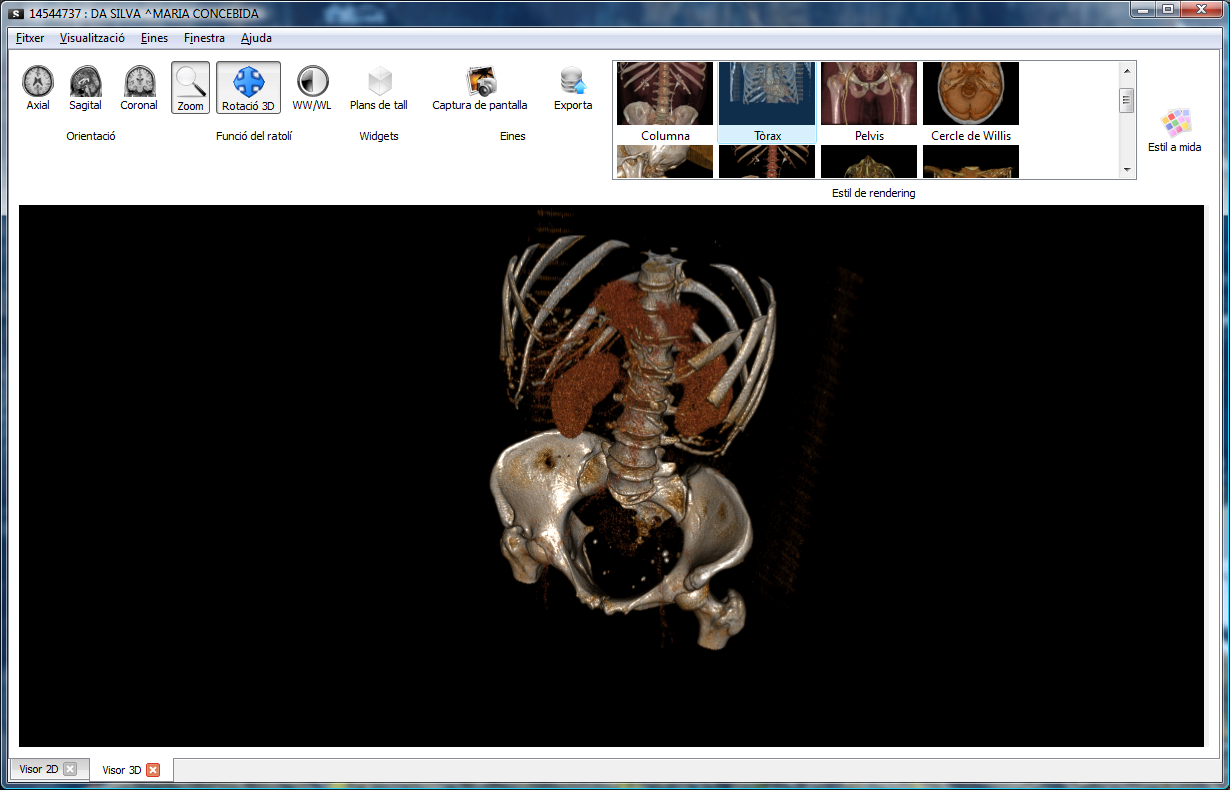 S 14544737 : DA SILVA ^MARIA CONCEBIDA
Fitxer Visualització Eines Finestra Ajuda
Axial Sagital Coronal Zoom Rotació 3D WW/WL Plans de tall Captura de pantalla Exporta
Orientació Funció del ratolí Widgets Eines
Columna Tòrax Pelvis Cercle de Willis
Estil a mida
Estil de rendering
Visor 2D Visor 3D